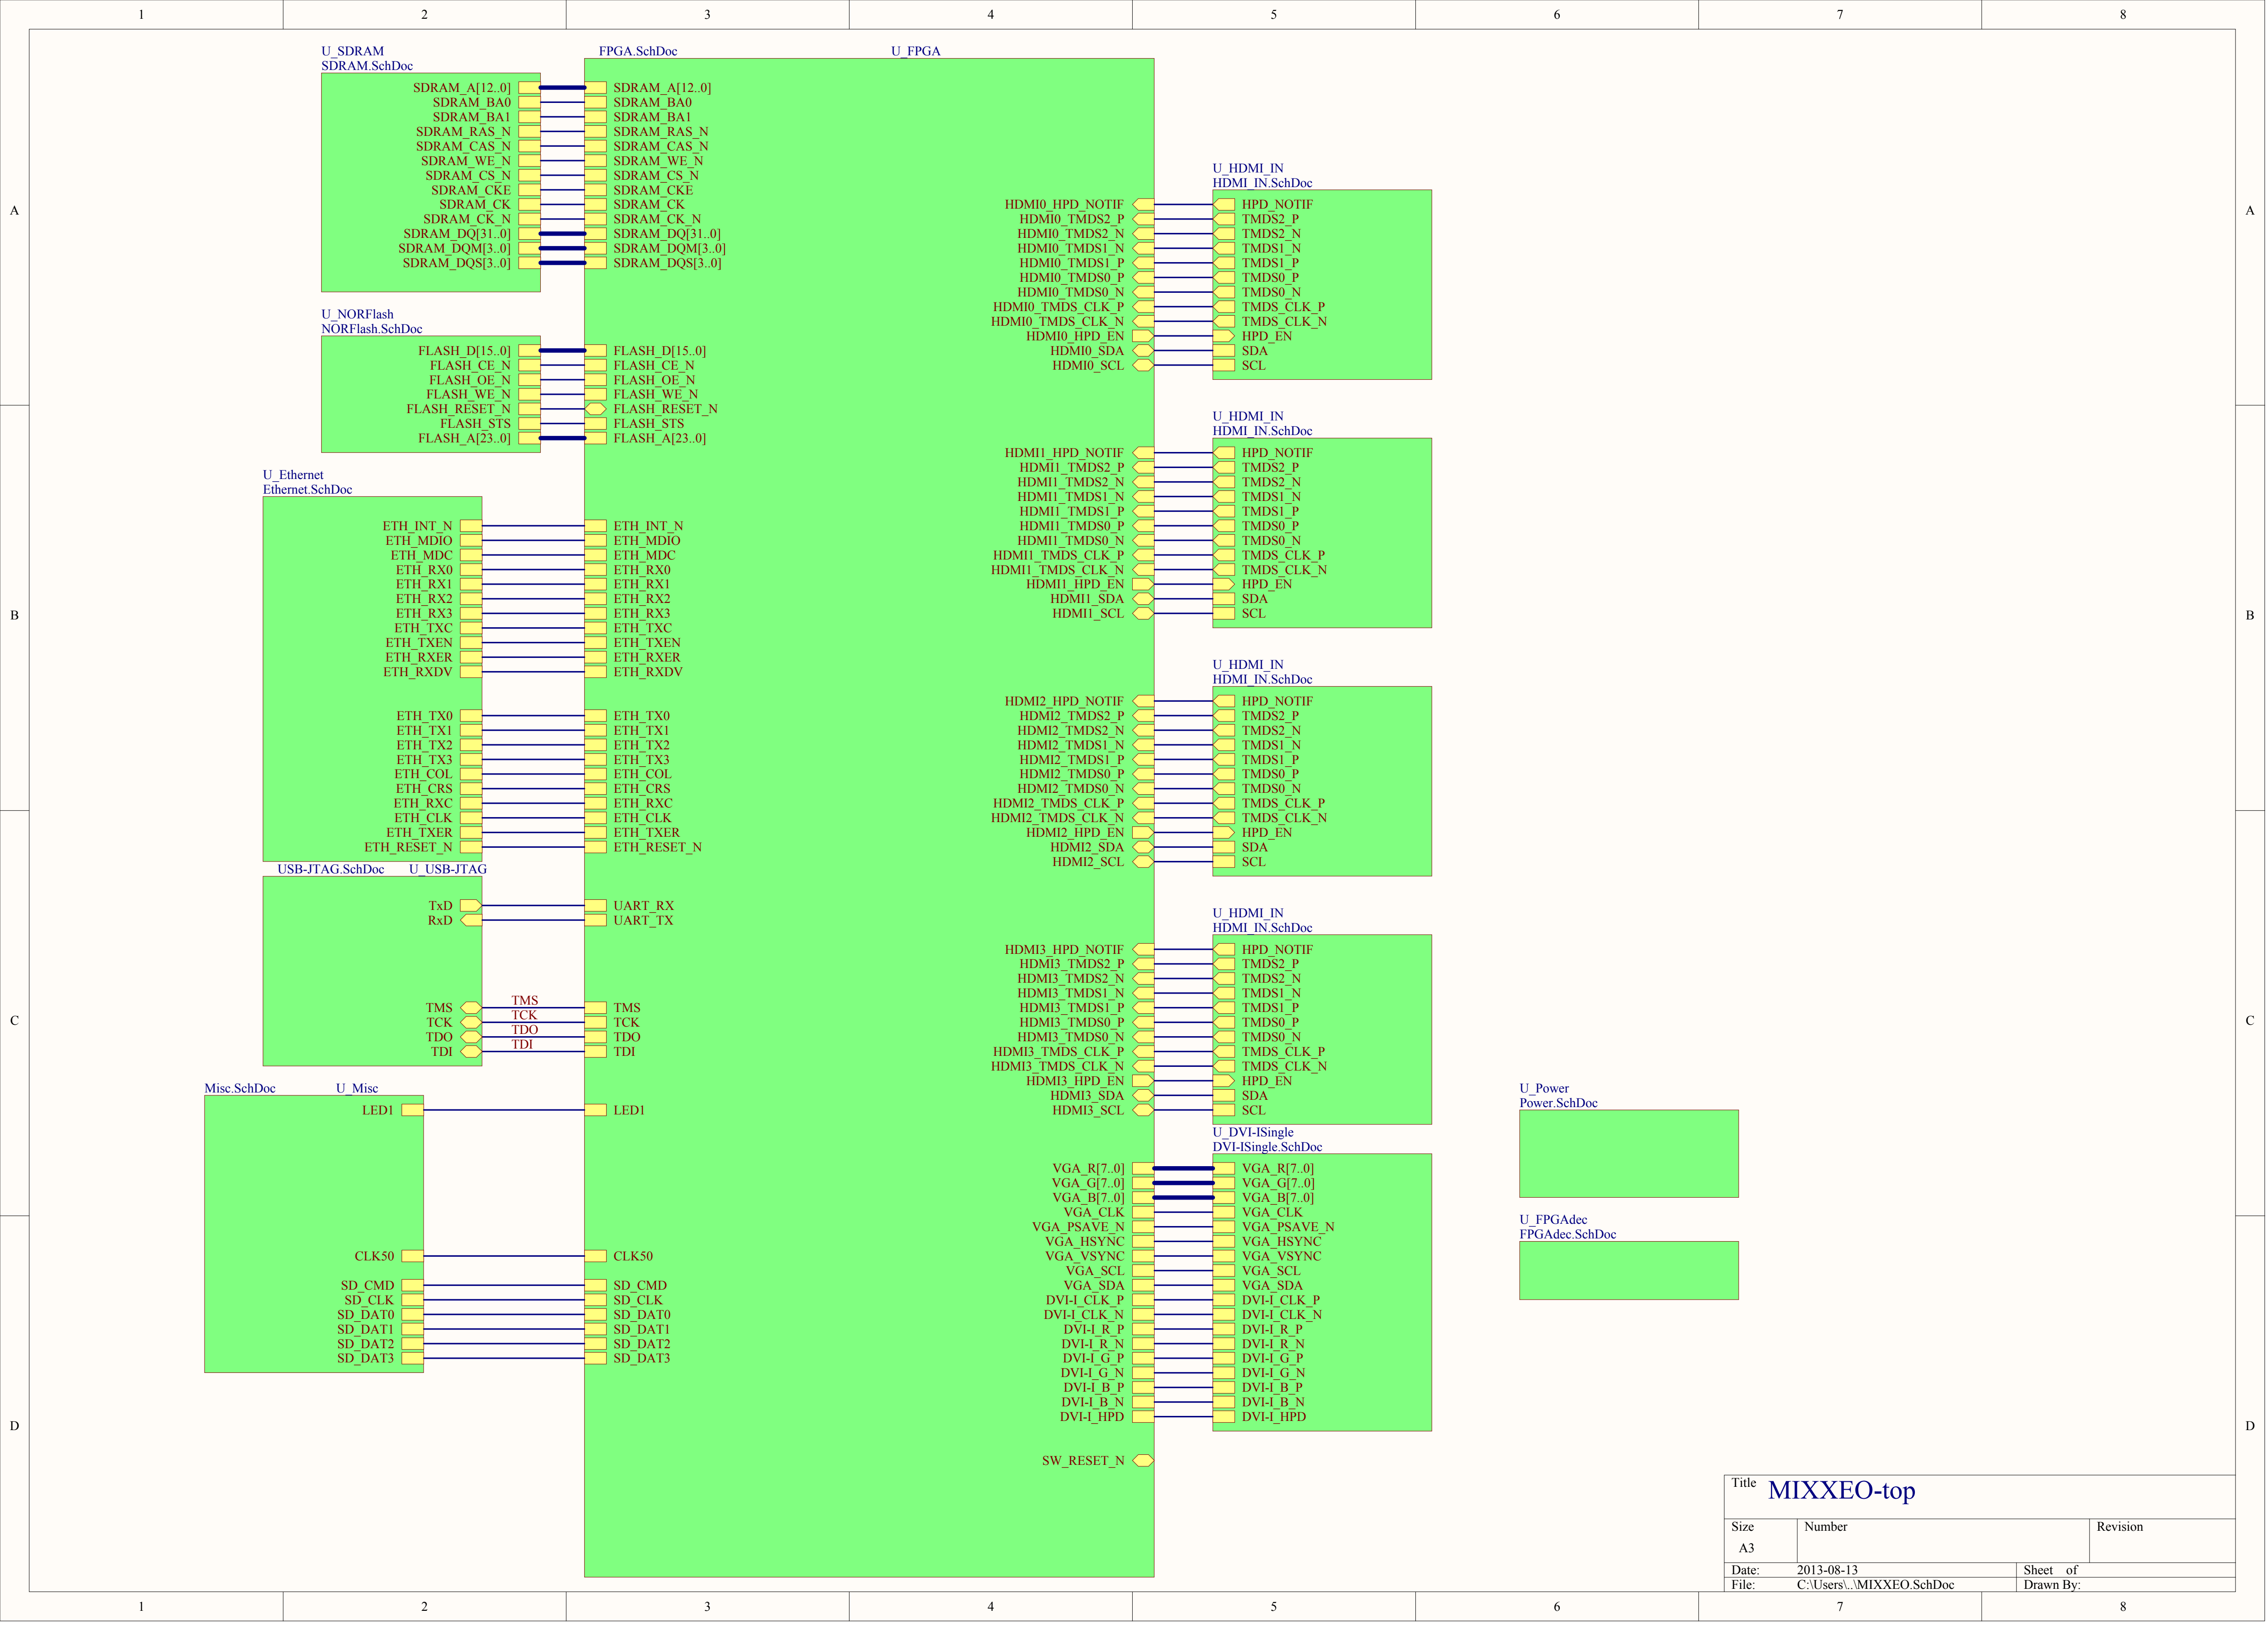 1 2 3 4 5 6 7 8
U_SDRAM
SDRAM.SchDoc
SDRAM_A[12..0]
SDRAM_BA0
SDRAM_BA1
SDRAM_RAS_N
SDRAM_CAS_N
SDRAM_WE_N
SDRAM_CS_N
SDRAM_CKE
SDRAM_CK
SDRAM_CK_N
SDRAM_DQ[31..0]
SDRAM_DQM[3..0]
SDRAM_DQS[3..0]
U_NORFlash
NORFlash.SchDoc
FLASH_D[15..0]
FLASH_CE_N
FLASH_OE_N
FLASH_WE_N
FLASH_RESET_N
FLASH_STS
FLASH_A[23..0]
U_Ethernet
Ethernet.SchDoc
ETH_INT_N
ETH_MDIO
ETH_MDC
ETH_RX0
ETH_RX1
ETH_RX2
ETH_RX3
ETH_TXC
ETH_TXEN
ETH_RXER
ETH_RXDV
ETH_TX0
ETH_TX1
ETH_TX2
ETH_TX3
ETH_COL
ETH_CRS
ETH_RXC
ETH_CLK
ETH_TXER
ETH_RESET_N
USB-JTAG.SchDoc U_USB-JTAG
TxD
RxD
TMS
TCK
TDO
TDI
TMS
TCK
TDO
TDI
Misc.SchDoc U_Misc
LED1
CLK50
SD_CMD
SD_CLK
SD_DAT0
SD_DAT1
SD_DAT2
SD_DAT3
FPGA.SchDoc U_FPGA
SDRAM_A[12..0]
SDRAM_BA0
SDRAM_BA1
SDRAM_RAS_N
SDRAM_CAS_N
SDRAM_WE_N
SDRAM_CS_N
SDRAM_CKE
SDRAM_CK
SDRAM_CK_N
SDRAM_DQ[31..0]
SDRAM_DQM[3..0]
SDRAM_DQS[3..0]
FLASH_D[15..0]
FLASH_CE_N
FLASH_OE_N
FLASH_WE_N
FLASH_RESET_N
FLASH_STS
FLASH_A[23..0]
ETH_INT_N
ETH_MDIO
ETH_MDC
ETH_RX0
ETH_RX1
ETH_RX2
ETH_RX3
ETH_TXC
ETH_TXEN
ETH_RXER
ETH_RXDV
ETH_TX0
ETH_TX1
ETH_TX2
ETH_TX3
ETH_COL
ETH_CRS
ETH_RXC
ETH_CLK
ETH_TXER
ETH_RESET_N
UART_RX
UART_TX
TMS
TCK
TDO
TDI
LED1
CLK50
SD_CMD
SD_CLK
SD_DAT0
SD_DAT1
SD_DAT2
SD_DAT3
HDMI0_HPD_NOTIF
HDMI0_TMDS2_P
HDMI0_TMDS2_N
HDMI0_TMDS1_N
HDMI0_TMDS1_P
HDMI0_TMDS0_P
HDMI0_TMDS0_N
HDMI0_TMDS_CLK_P
HDMI0_TMDS_CLK_N
HDMI0_HPD_EN
HDMI0_SDA
HDMI0_SCL
HDMI1_HPD_NOTIF
HDMI1_TMDS2_P
HDMI1_TMDS2_N
HDMI1_TMDS1_N
HDMI1_TMDS1_P
HDMI1_TMDS0_P
HDMI1_TMDS0_N
HDMI1_TMDS_CLK_P
HDMI1_TMDS_CLK_N
HDMI1_HPD_EN
HDMI1_SDA
HDMI1_SCL
HDMI2_HPD_NOTIF
HDMI2_TMDS2_P
HDMI2_TMDS2_N
HDMI2_TMDS1_N
HDMI2_TMDS1_P
HDMI2_TMDS0_P
HDMI2_TMDS0_N
HDMI2_TMDS_CLK_P
HDMI2_TMDS_CLK_N
HDMI2_HPD_EN
HDMI2_SDA
HDMI2_SCL
HDMI3_HPD_NOTIF
HDMI3_TMDS2_P
HDMI3_TMDS2_N
HDMI3_TMDS1_N
HDMI3_TMDS1_P
HDMI3_TMDS0_P
HDMI3_TMDS0_N
HDMI3_TMDS_CLK_P
HDMI3_TMDS_CLK_N
HDMI3_HPD_EN
HDMI3_SDA
HDMI3_SCL
VGA_R[7..0]
VGA_G[7..0]
VGA_B[7..0]
VGA_CLK
VGA_PSAVE_N
VGA_HSYNC
VGA_VSYNC
VGA_SCL
VGA_SDA
DVI-I_CLK_P
DVI-I_CLK_N
DVI-I_R_P
DVI-I_R_N
DVI-I_G_P
DVI-I_G_N
DVI-I_B_P
DVI-I_B_N
DVI-I_HPD
SW_RESET_N
U_HDMI_IN
HDMI_IN.SchDoc
HPD_NOTIF
TMDS2_P
TMDS2_N
TMDS1_N
TMDS1_P
TMDS0_P
TMDS0_N
TMDS_CLK_P
TMDS_CLK_N
HPD_EN
SDA
SCL
U_HDMI_IN
HDMI_IN.SchDoc
HPD_NOTIF
TMDS2_P
TMDS2_N
TMDS1_N
TMDS1_P
TMDS0_P
TMDS0_N
TMDS_CLK_P
TMDS_CLK_N
HPD_EN
SDA
SCL
U_HDMI_IN
HDMI_IN.SchDoc
HPD_NOTIF
TMDS2_P
TMDS2_N
TMDS1_N
TMDS1_P
TMDS0_P
TMDS0_N
TMDS_CLK_P
TMDS_CLK_N
HPD_EN
SDA
SCL
U_HDMI_IN
HDMI_IN.SchDoc
HPD_NOTIF
TMDS2_P
TMDS2_N
TMDS1_N
TMDS1_P
TMDS0_P
TMDS0_N
TMDS_CLK_P
TMDS_CLK_N
HPD_EN
SDA
SCL
U_DVI-ISingle
DVI-ISingle.SchDoc
VGA_R[7..0]
VGA_G[7..0]
VGA_B[7..0]
VGA_CLK
VGA_PSAVE_N
VGA_HSYNC
VGA_VSYNC
VGA_SCL
VGA_SDA
DVI-I_CLK_P
DVI-I_CLK_N
DVI-I_R_P
DVI-I_R_N
DVI-I_G_P
DVI-I_G_N
DVI-I_B_P
DVI-I_B_N
DVI-I_HPD
U_Power
Power.SchDoc
U_FPGAdec
FPGAdec.SchDoc
A A
B B
C C
D D
Title MIXXEO-top
Size Number Revision
A3
Date: 2013-08-13 Sheet of
File: C:\Users\..\MIXXEO.SchDoc Drawn By:
1 2 3 4 5 6 7 8